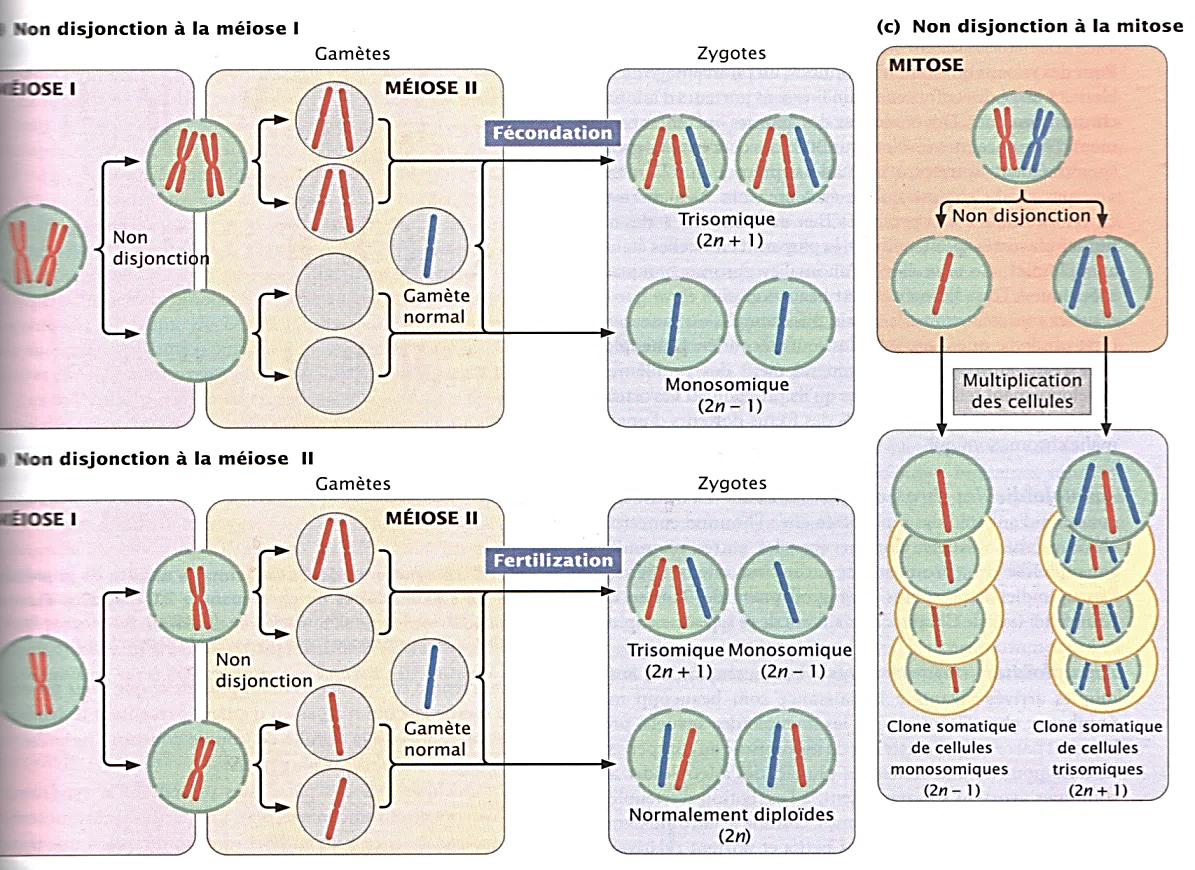 Non disjonction à la méiose I
Gamètes
Zygotes
MÉIOSE I
MÉIOSE II
Fécondation
Non
disjonction
Gamète
normal
Trisomique
(2n + 1)
Monosomique
(2n − 1)
Non disjonction à la méiose II
Gamètes
Zygotes
MÉIOSE I
MÉIOSE II
Fertilization
Non
disjonction
Gamète
normal
Trisomique Monosomique
(2n + 1) (2n − 1)
Normalement diploïdes
(2n)
(c) Non disjonction à la mitose
MITOSE
Non disjonction
Multiplication
des cellules
Clone somatique
de cellules
monosomiques
(2n − 1)
Clone somatique
de cellules
trisomiques
(2n + 1)